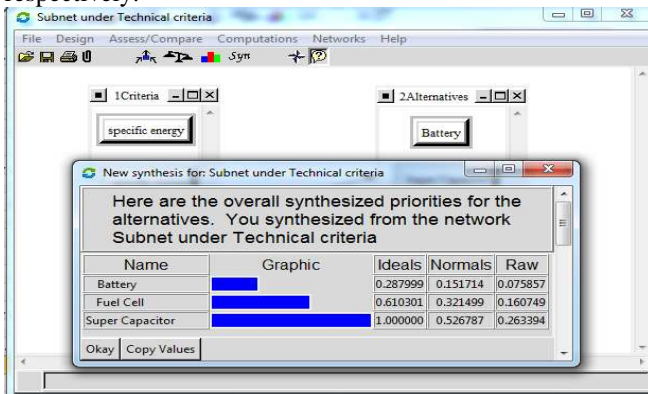 respectively.
Subnet under Technical criteria
File Design Assess/Compare Computations Networks Help
Syn
1Criteria
2Alternatives
specific energy
Battery
New synthesis for: Subnet under Technical criteria
Here are the overall synthesized priorities for the
alternatives. You synthesized from the network
Subnet under Technical criteria
Name Graphic Ideals Normals Raw
Battery 0.287999 0.151714 0.075857
Fuel Cell 0.610301 0.321499 0.160749
Super Capacitor 1.000000 0.526787 0.263394
Okay Copy Values